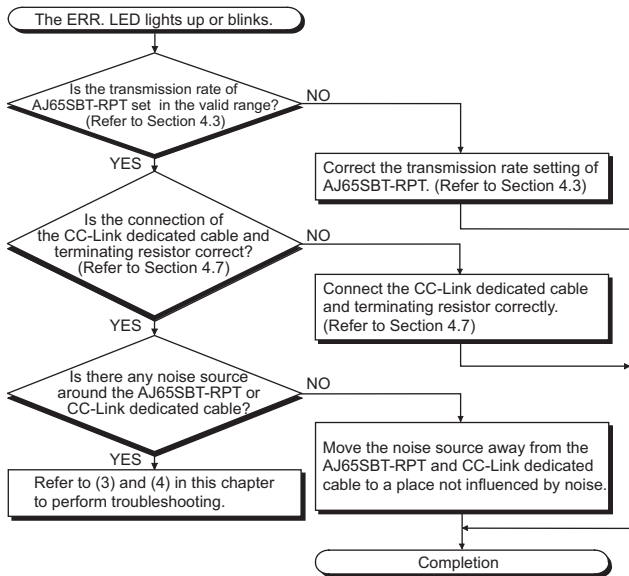 The ERR. LED lights up or blinks.
Is the transmission rate of
AJ65SBT-RPT set in the valid range?
(Refer to Section 4.3)
NO
YES
Correct the transmission rate setting of
AJ65SBT-RPT. (Refer to Section 4.3)
Is the connection of
the CC-Link dedicated cable and
terminating resistor correct?
(Refer to Section 4.7)
NO
YES
Connect the CC-Link dedicated cable
and terminating resistor correctly.
(Refer to Section 4.7)
Is there any noise source
around the AJ65SBT-RPT or
CC-Link dedicated cable?
NO
YES
Move the noise source away from the
AJ65SBT-RPT and CC-Link dedicated
cable to a place not influenced by noise.
Refer to (3) and (4) in this chapter
to perform troubleshooting.
Completion